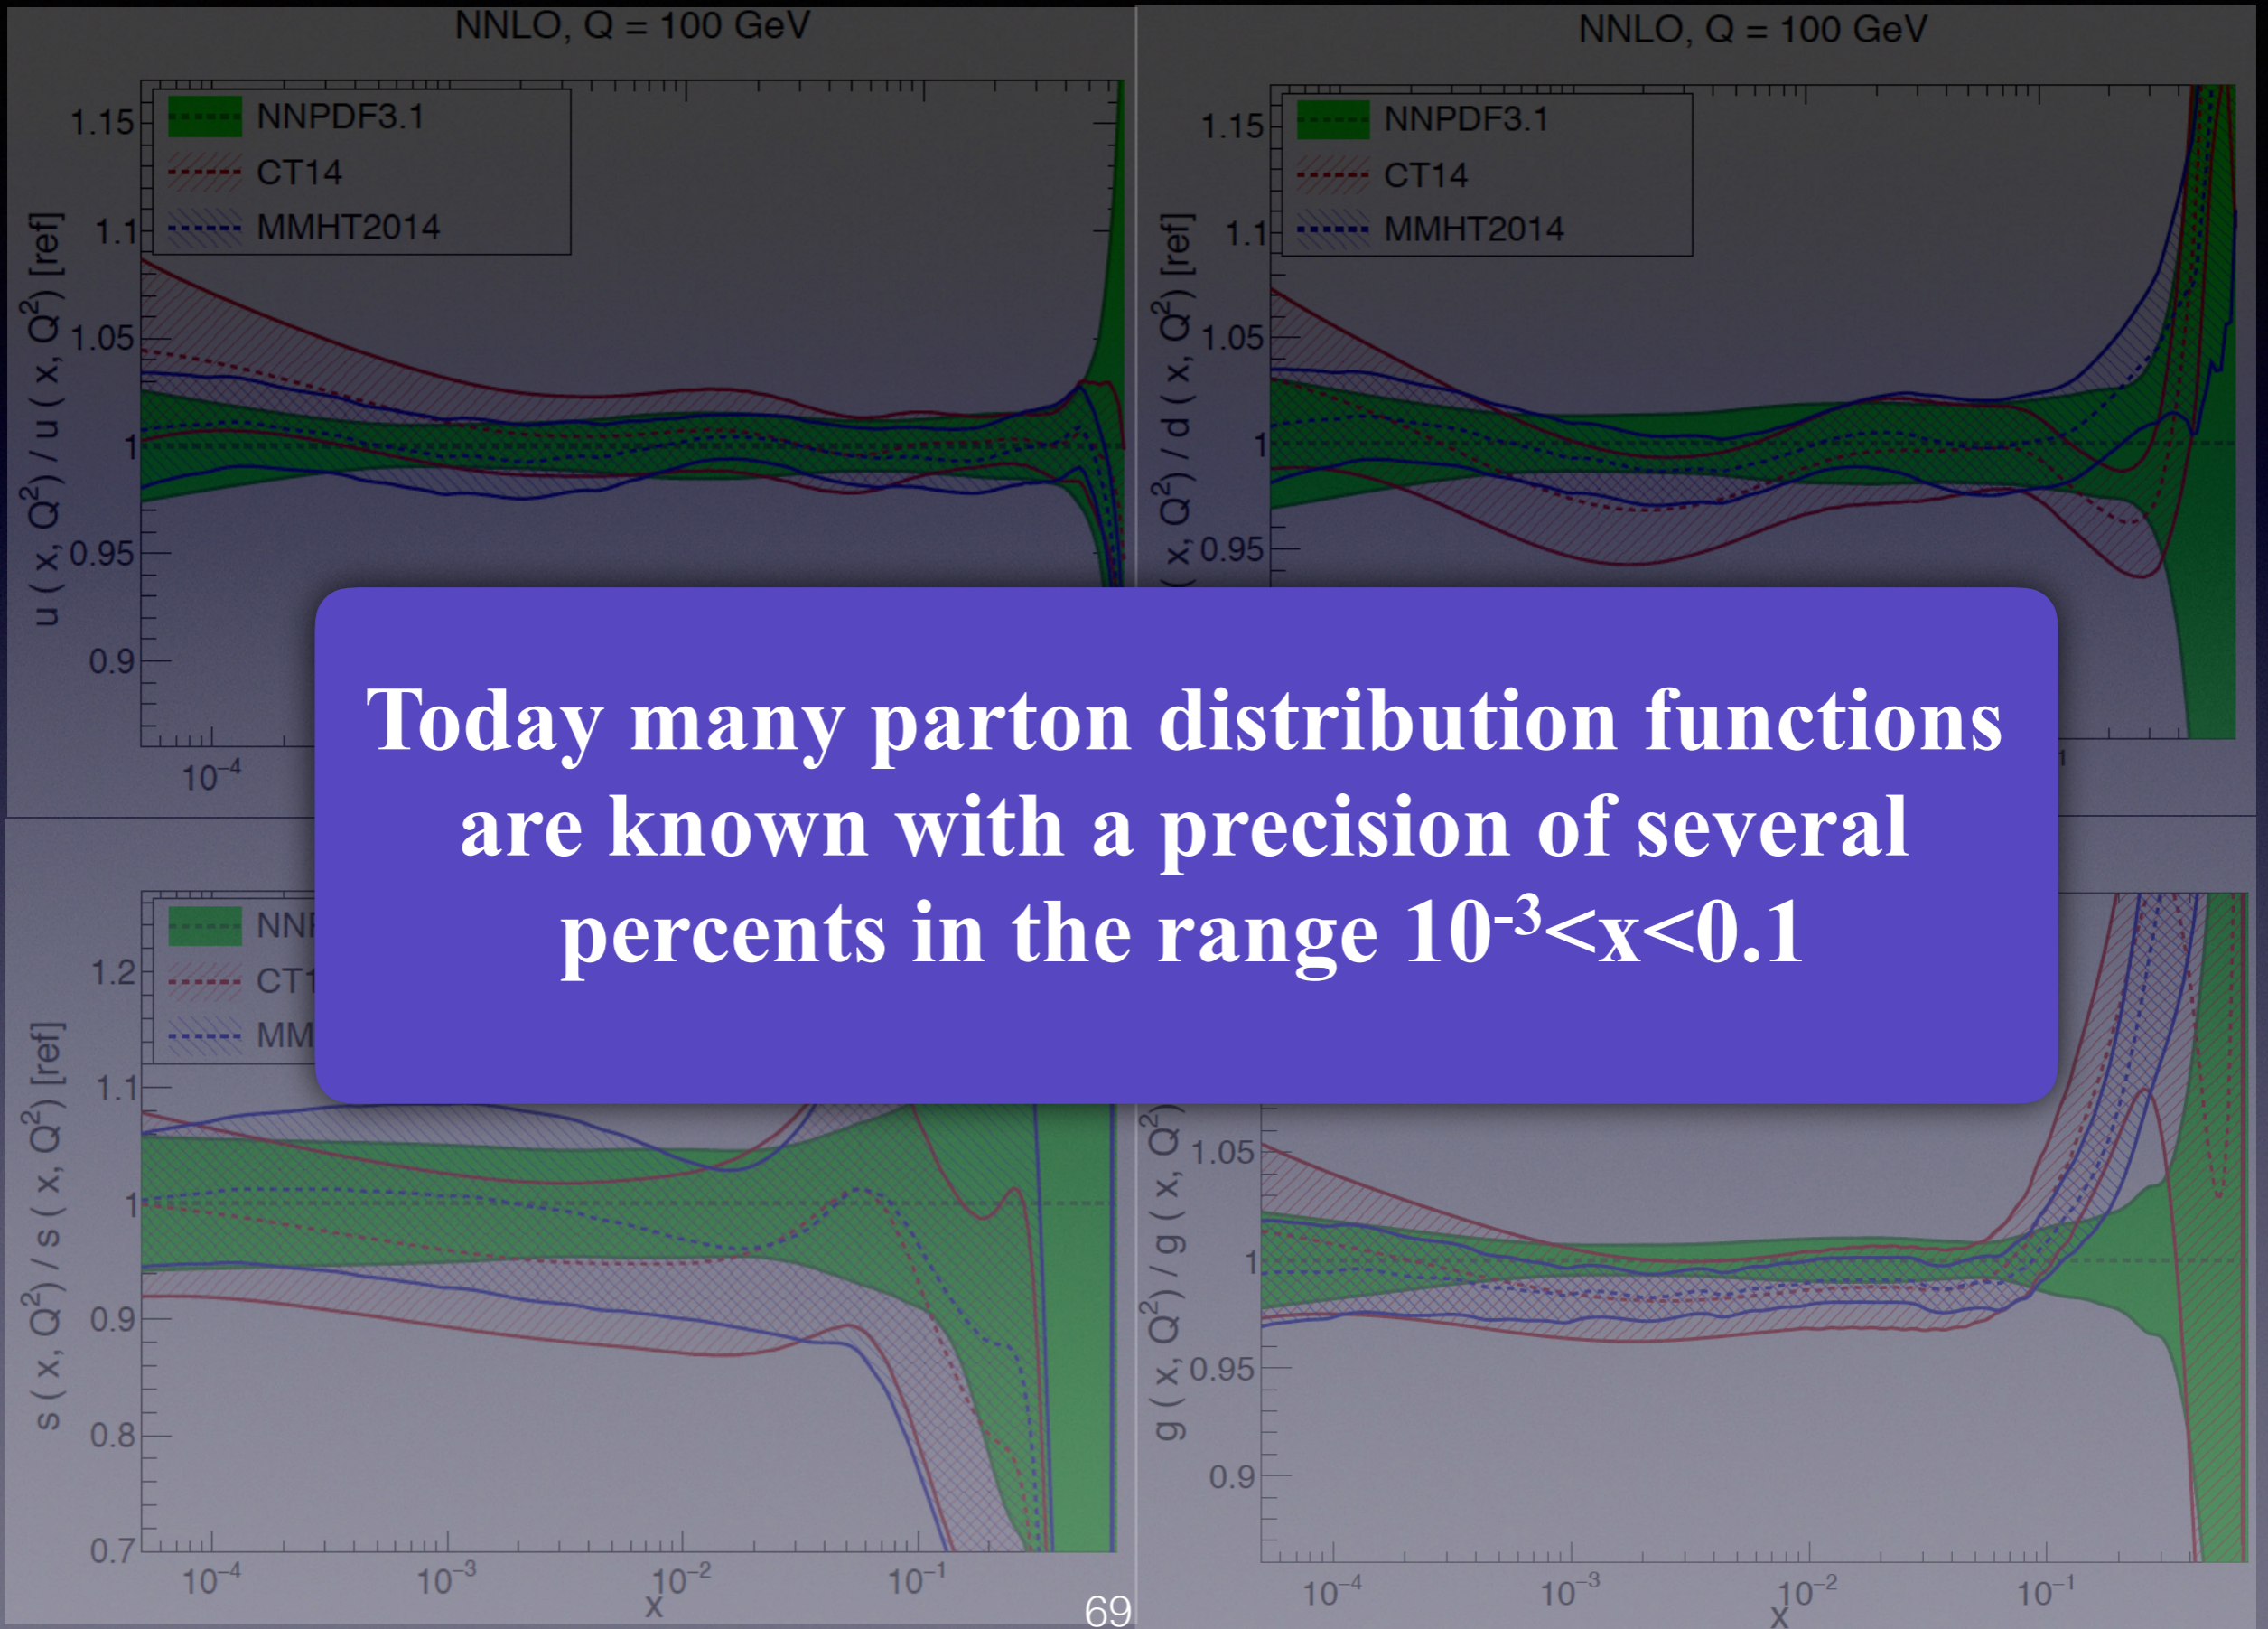 NNLO, Q = 100 GeV
NNPDF3.1
CT14
MMHT2014
1.15
1.1
1.05
1
0.95
0.9
u ( x, Q²) / u ( x, Q²) [ref]
10⁻⁴
NNLO, Q = 100 GeV
NNPDF3.1
CT14
MMHT2014
1.15
1.1
1.05
1
0.95
( x, Q²) / d ( x, Q²) [ref]
Today many parton distribution functions
are known with a precision of several
percents in the range 10⁻³<x<0.1
NNP
CT1
MM
1.2
1.1
1
0.9
0.8
0.7
s ( x, Q²) / s ( x, Q²) [ref]
10⁻⁴ 10⁻³ 10⁻² 10⁻¹
x
1.05
1
0.95
0.9
g ( x, Q²) / g ( x, Q²)
10⁻⁴ 10⁻³ 10⁻² 10⁻¹
x
69